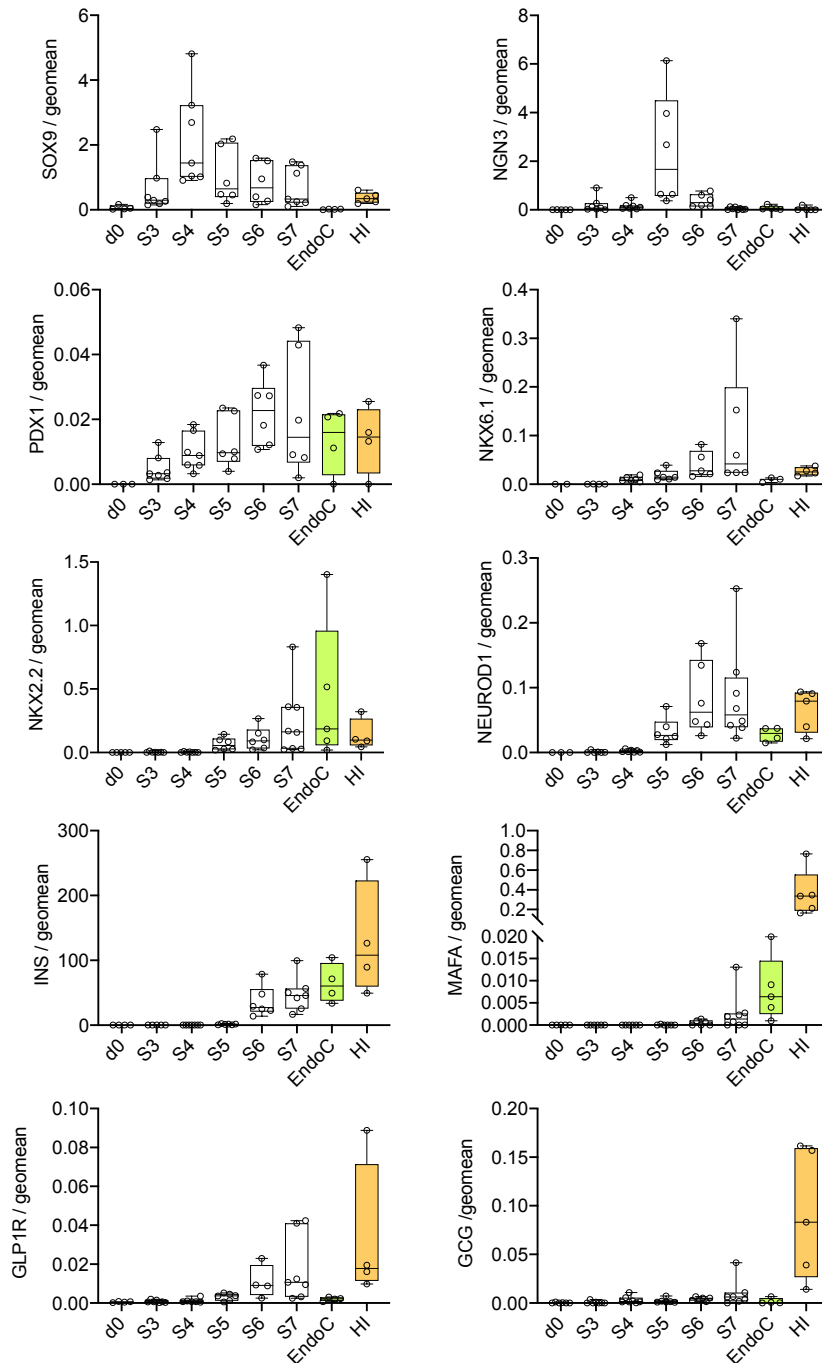 SOX9 / geomean
6
4
2
0
d0 S3 S4 S5 S6 S7 EndoC HI
NGN3 / geomean
8
6
4
2
0
d0 S3 S4 S5 S6 S7 EndoC HI
PDX1 / geomean
0.06
0.04
0.02
0.00
d0 S3 S4 S5 S6 S7 EndoC HI
NKX6.1 / geomean
0.4
0.3
0.2
0.1
0.0
d0 S3 S4 S5 S6 S7 EndoC HI
NKX2.2 / geomean
1.5
1.0
0.5
0.0
d0 S3 S4 S5 S6 S7 EndoC HI
NEUROD1 / geomean
0.3
0.2
0.1
0.0
d0 S3 S4 S5 S6 S7 EndoC HI
INS / geomean
300
200
100
0
d0 S3 S4 S5 S6 S7 EndoC HI
MAFA / geomean
1.0
0.8
0.6
0.4
0.2
0.020
0.015
0.010
0.005
0.000
d0 S3 S4 S5 S6 S7 EndoC HI
GLP1R / geomean
0.10
0.08
0.06
0.04
0.02
0.00
d0 S3 S4 S5 S6 S7 EndoC HI
GCG /geomean
0.20
0.15
0.10
0.05
0.00
d0 S3 S4 S5 S6 S7 EndoC HI